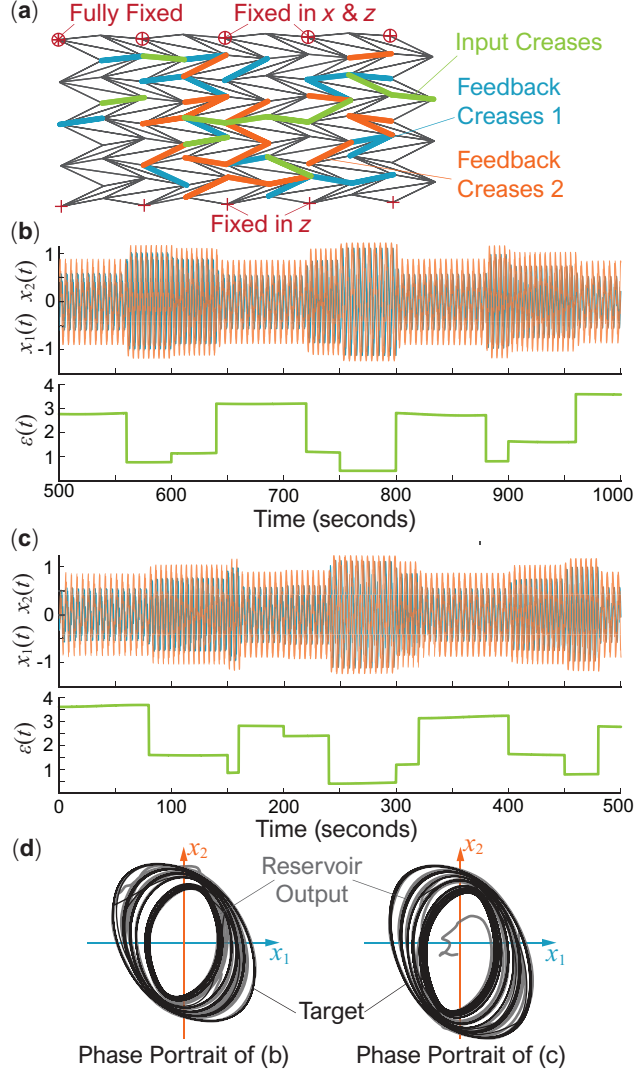 (a)
Fully Fixed
Fixed in x & z
Input Creases
Feedback
Creases 1
Feedback
Creases 2
Fixed in z
(b)
x1(t) x2(t)
1
0
-1
ε(t)
4
3
2
1
500 600 700 800 900 1000
Time (seconds)
(c)
x1(t) x2(t)
1
0
-1
ε(t)
4
3
2
1
0 100 200 300 400 500
Time (seconds)
(d)
x2
x2
Reservoir
Output
x1
x1
Target
Phase Portrait of (b)
Phase Portrait of (c)